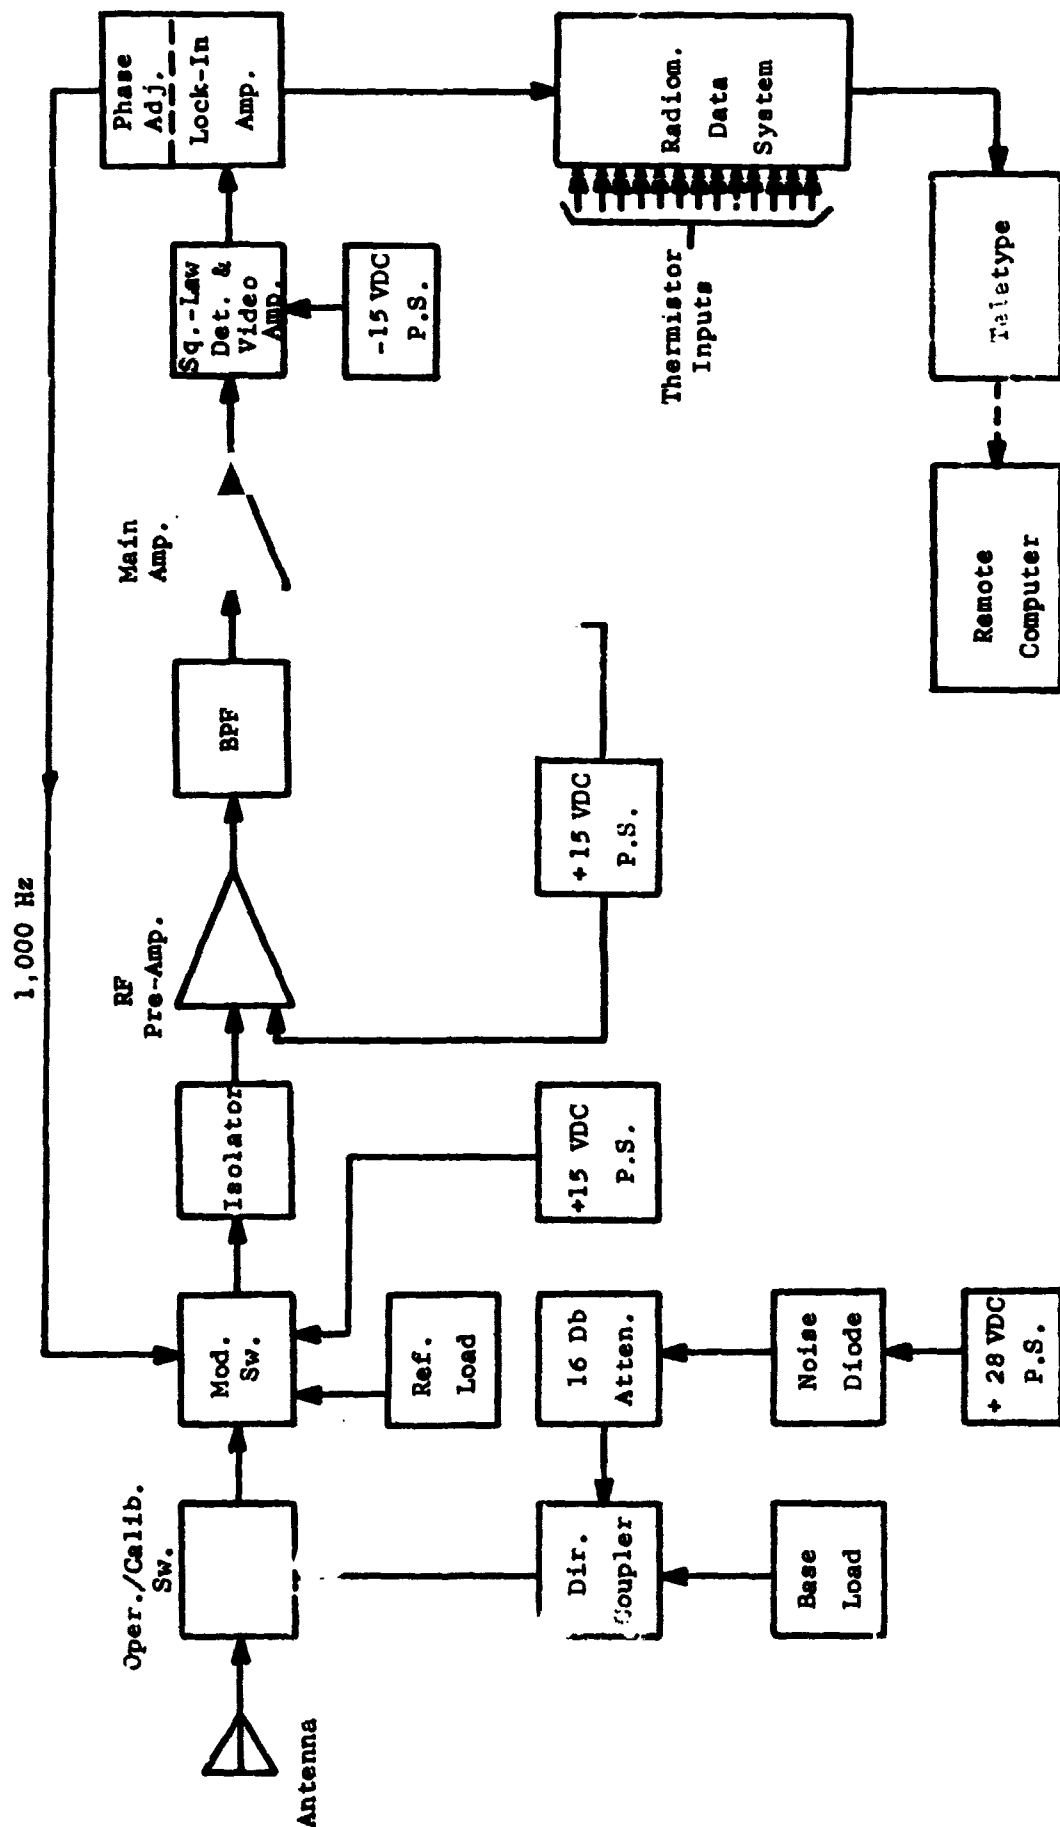 1,000 Hz
Antenna
Oper./Calib.
Sw.
Mod.
Sw.
Isolator
RF
Pre-Amp.
BPF
Main
Amp.
Sq.-Law
Det. &
Video
Amp.
Phase
Adj.
Lock-In
Amp.
Ref.
Load
+15 VDC
P.S.
+15 VDC
P.S.
-15 VDC
P.S.
Dir.
Coupler
16 Db
Atten.
Base
Load
Noise
Diode
+ 28 VDC
P.S.
Thermistor
Inputs
Radiom.
Data
System
Teletype
Remote
Computer